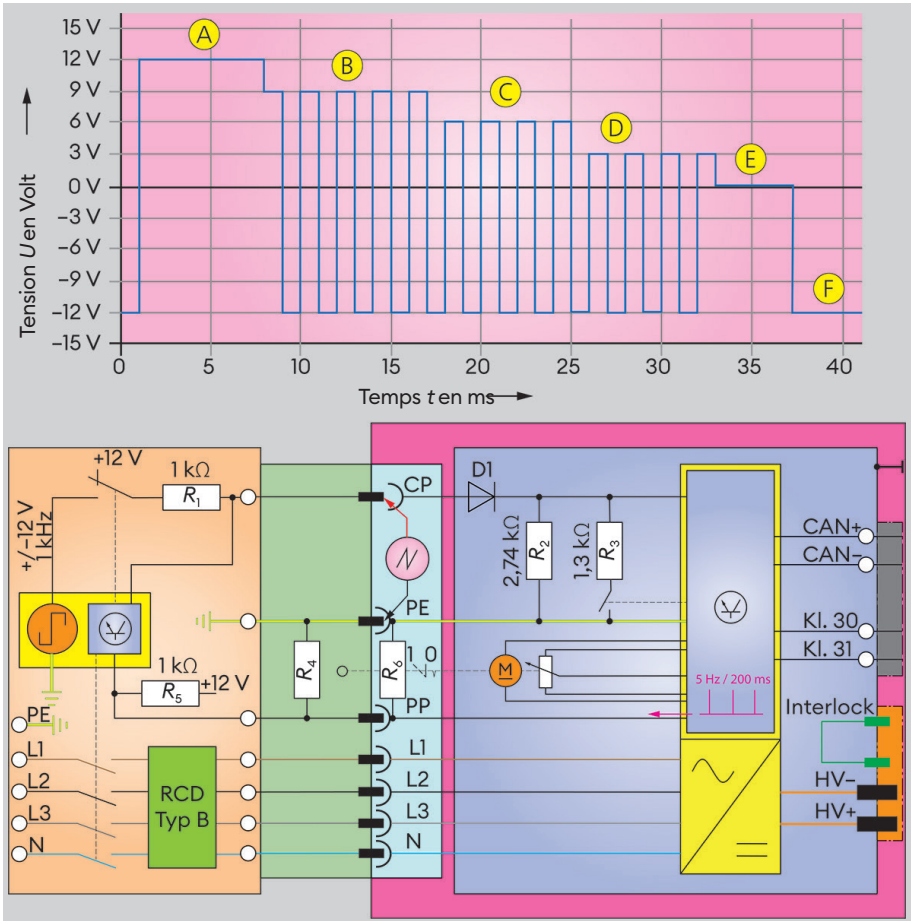 15 V
12 V
9 V
6 V
3 V
0 V
−3 V
−6 V
−9 V
−12 V
−15 V
Tension U en Volt
A
B
C
D
E
F
0 5 10 15 20 25 30 35 40
Temps t en ms
+12 V
1 kΩ
R1
+/−12 V
1 kHz
1 kΩ
R5
+12 V
PE
L1
L2
L3
N
RCD
Typ B
R4
CP
N
PE
R6
1 0
PP
L1
L2
L3
N
D1
2,74 kΩ
R2
1,3 kΩ
R3
M
5 Hz / 200 ms
CAN+
CAN−
Kl. 30
Kl. 31
Interlock
HV−
HV+